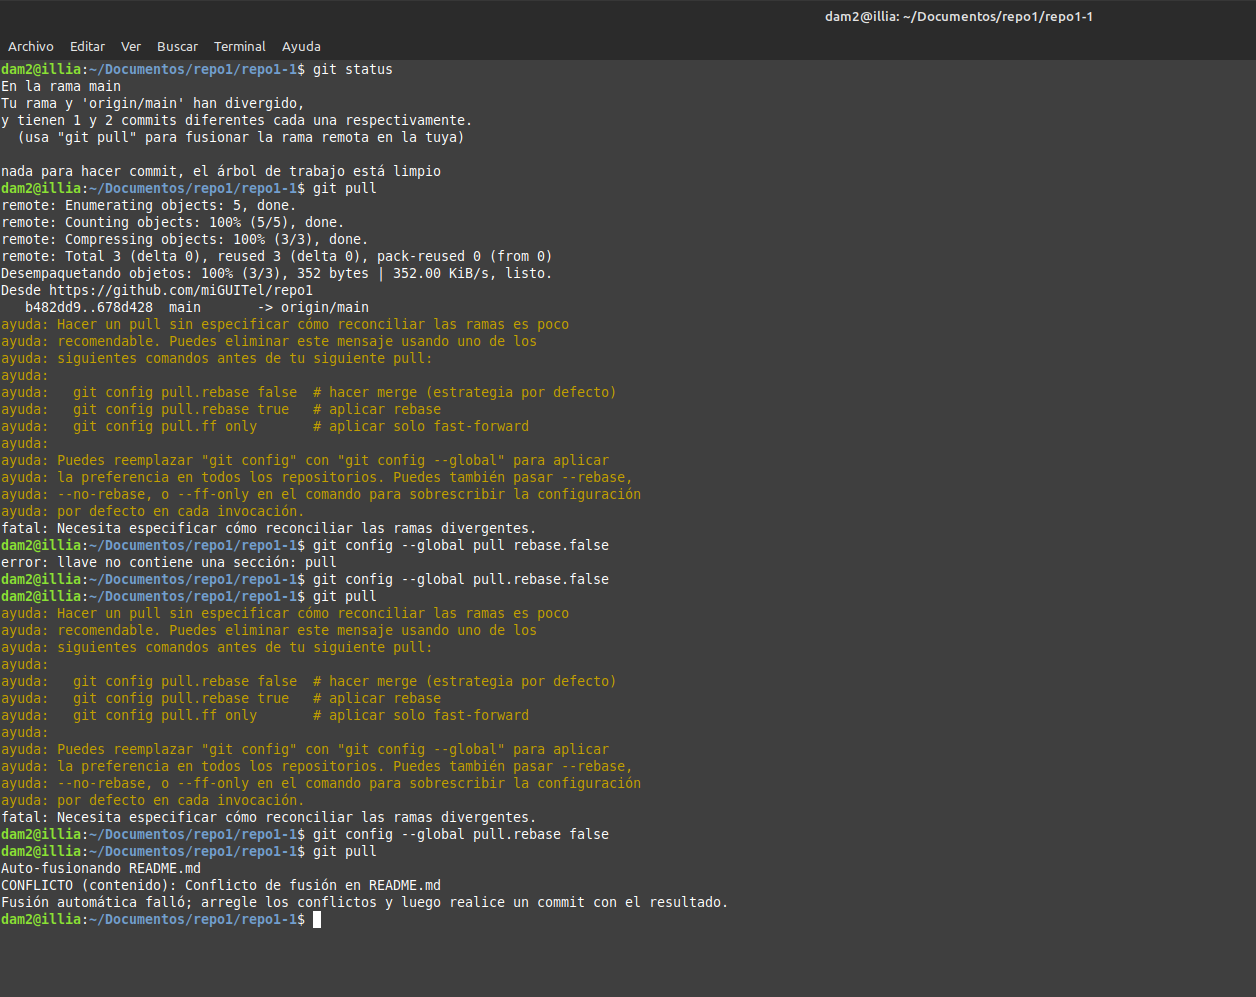 dam2@illia: ~/Documentos/repo1/repo1-1
Archivo Editar Ver Buscar Terminal Ayuda
dam2@illia:~/Documentos/repo1/repo1-1$ git status
En la rama main
Tu rama y 'origin/main' han divergido,
y tienen 1 y 2 commits diferentes cada una respectivamente.
  (usa "git pull" para fusionar la rama remota en la tuya)

nada para hacer commit, el árbol de trabajo está limpio
dam2@illia:~/Documentos/repo1/repo1-1$ git pull
remote: Enumerating objects: 5, done.
remote: Counting objects: 100% (5/5), done.
remote: Compressing objects: 100% (3/3), done.
remote: Total 3 (delta 0), reused 3 (delta 0), pack-reused 0 (from 0)
Desempaquetando objetos: 100% (3/3), 352 bytes | 352.00 KiB/s, listo.
Desde https://github.com/miGUITel/repo1
   b482dd9..678d428  main       -> origin/main
ayuda: Hacer un pull sin especificar cómo reconciliar las ramas es poco
ayuda: recomendable. Puedes eliminar este mensaje usando uno de los
ayuda: siguientes comandos antes de tu siguiente pull:
ayuda:
ayuda:   git config pull.rebase false  # hacer merge (estrategia por defecto)
ayuda:   git config pull.rebase true   # aplicar rebase
ayuda:   git config pull.ff only       # aplicar solo fast-forward
ayuda:
ayuda: Puedes reemplazar "git config" con "git config --global" para aplicar
ayuda: la preferencia en todos los repositorios. Puedes también pasar --rebase,
ayuda: --no-rebase, o --ff-only en el comando para sobrescribir la configuración
ayuda: por defecto en cada invocación.
fatal: Necesita especificar cómo reconciliar las ramas divergentes.
dam2@illia:~/Documentos/repo1/repo1-1$ git config --global pull rebase.false
error: llave no contiene una sección: pull
dam2@illia:~/Documentos/repo1/repo1-1$ git config --global pull.rebase.false
dam2@illia:~/Documentos/repo1/repo1-1$ git pull
ayuda: Hacer un pull sin especificar cómo reconciliar las ramas es poco
ayuda: recomendable. Puedes eliminar este mensaje usando uno de los
ayuda: siguientes comandos antes de tu siguiente pull:
ayuda:
ayuda:   git config pull.rebase false  # hacer merge (estrategia por defecto)
ayuda:   git config pull.rebase true   # aplicar rebase
ayuda:   git config pull.ff only       # aplicar solo fast-forward
ayuda:
ayuda: Puedes reemplazar "git config" con "git config --global" para aplicar
ayuda: la preferencia en todos los repositorios. Puedes también pasar --rebase,
ayuda: --no-rebase, o --ff-only en el comando para sobrescribir la configuración
ayuda: por defecto en cada invocación.
fatal: Necesita especificar cómo reconciliar las ramas divergentes.
dam2@illia:~/Documentos/repo1/repo1-1$ git config --global pull.rebase false
dam2@illia:~/Documentos/repo1/repo1-1$ git pull
Auto-fusionando README.md
CONFLICTO (contenido): Conflicto de fusión en README.md
Fusión automática falló; arregle los conflictos y luego realice un commit con el resultado.
dam2@illia:~/Documentos/repo1/repo1-1$